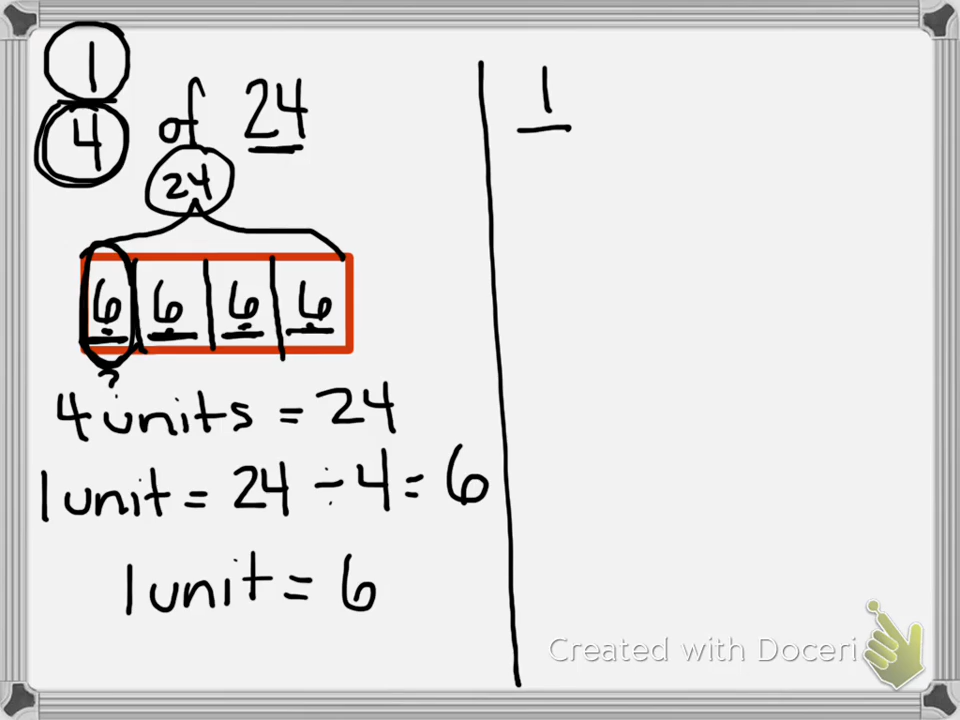 1/4 of 24
24
6 6 6 6
?
4 units = 24
1 unit = 24 ÷ 4 = 6
1 unit = 6
1
Created with Doceri